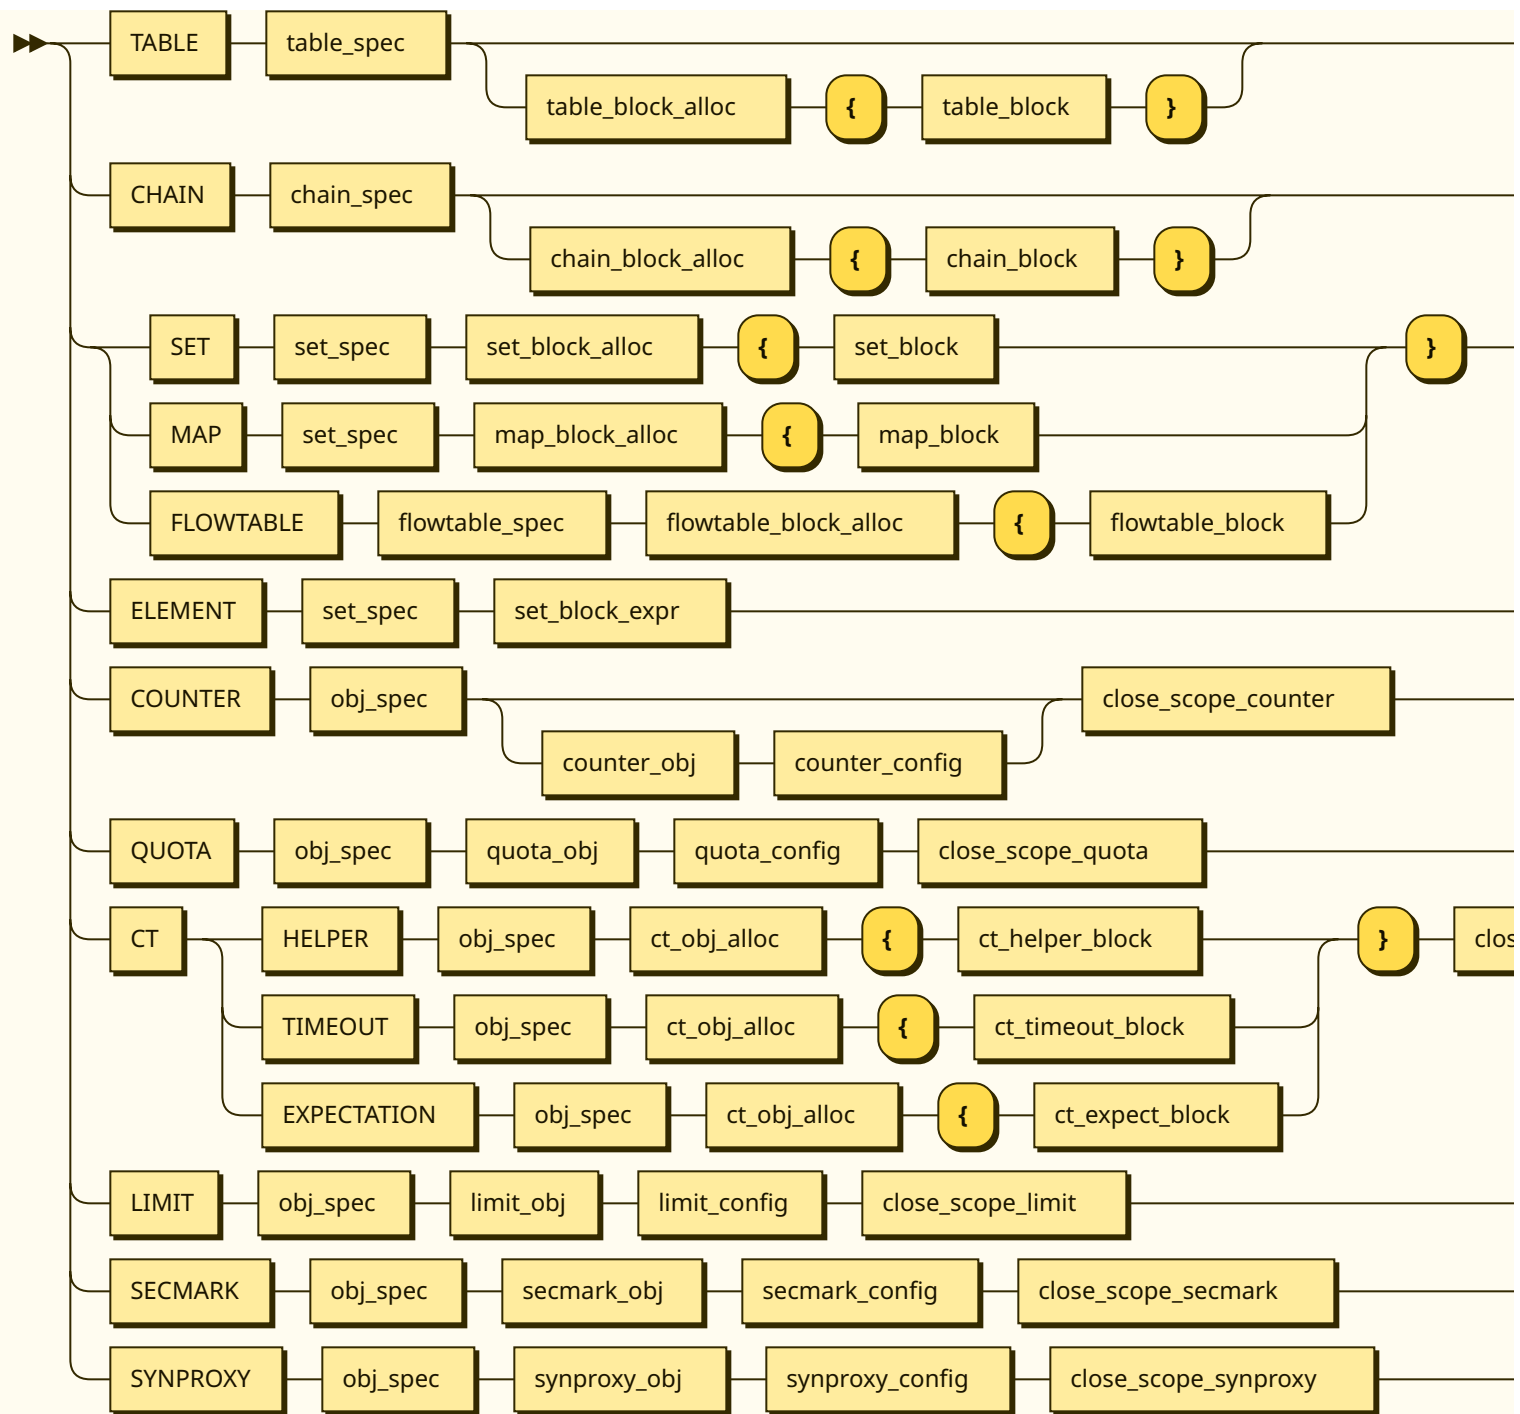 TABLE table_spec
table_block_alloc { table_block }
CHAIN chain_spec
chain_block_alloc { chain_block }
SET set_spec set_block_alloc { set_block }
MAP set_spec map_block_alloc { map_block
FLOWTABLE flowtable_spec flowtable_block_alloc { flowtable_block
ELEMENT set_spec set_block_expr
COUNTER obj_spec close_scope_counter
counter_obj counter_config
QUOTA obj_spec quota_obj quota_config close_scope_quota
CT HELPER obj_spec ct_obj_alloc { ct_helper_block }
TIMEOUT obj_spec ct_obj_alloc { ct_timeout_block
EXPECTATION obj_spec ct_obj_alloc { ct_expect_block
LIMIT obj_spec limit_obj limit_config close_scope_limit
SECMARK obj_spec secmark_obj secmark_config close_scope_secmark
SYNPROXY obj_spec synproxy_obj synproxy_config close_scope_synproxy